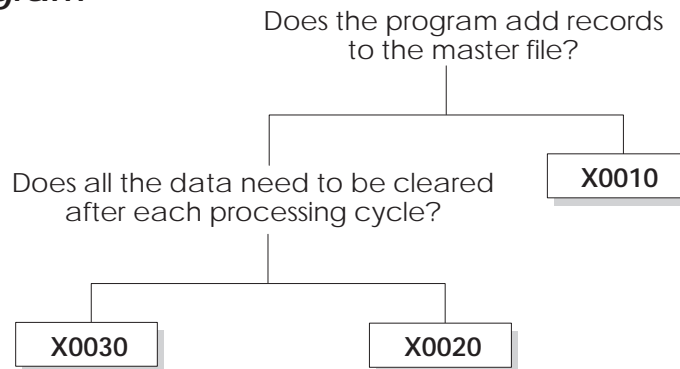 Does the program add records
to the master file?
X0010
Does all the data need to be cleared
after each processing cycle?
X0030
X0020